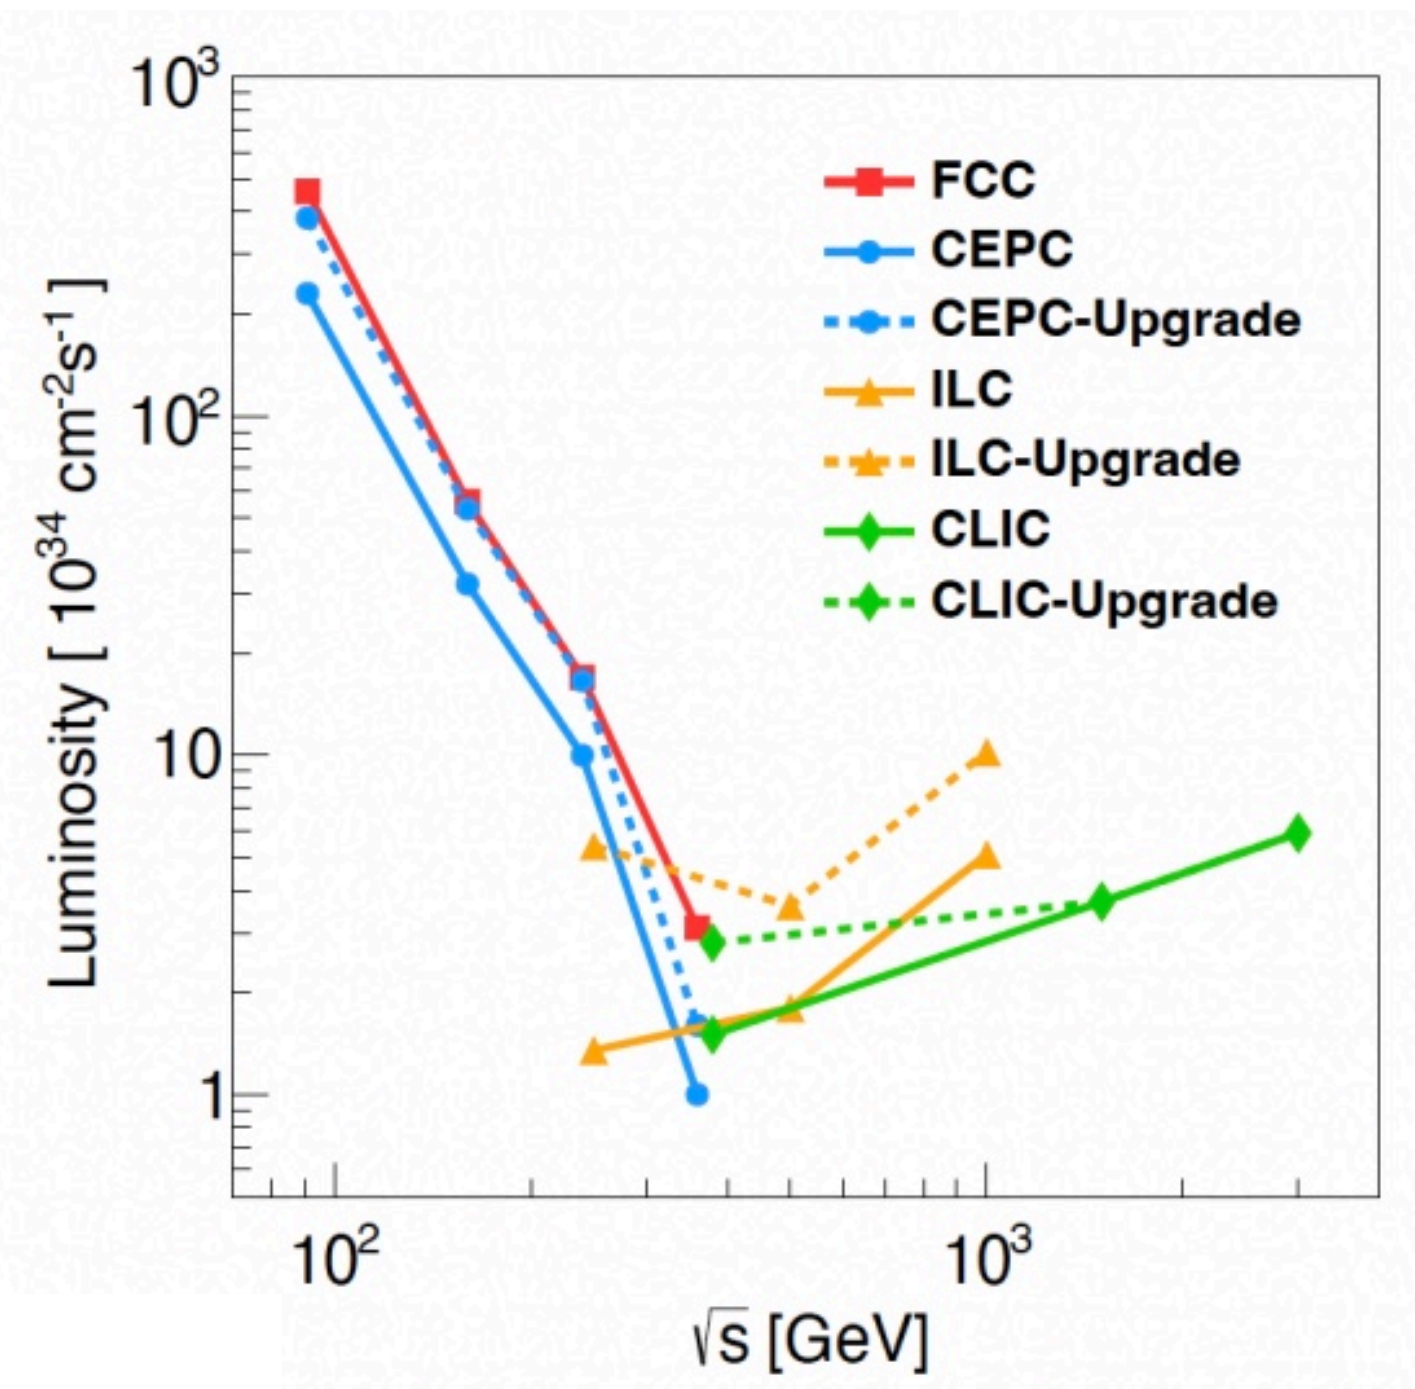 10³
10²
10
1
Luminosity [ 10³⁴ cm⁻²s⁻¹ ]
FCC
CEPC
CEPC-Upgrade
ILC
ILC-Upgrade
CLIC
CLIC-Upgrade
10²
10³
√s [GeV]